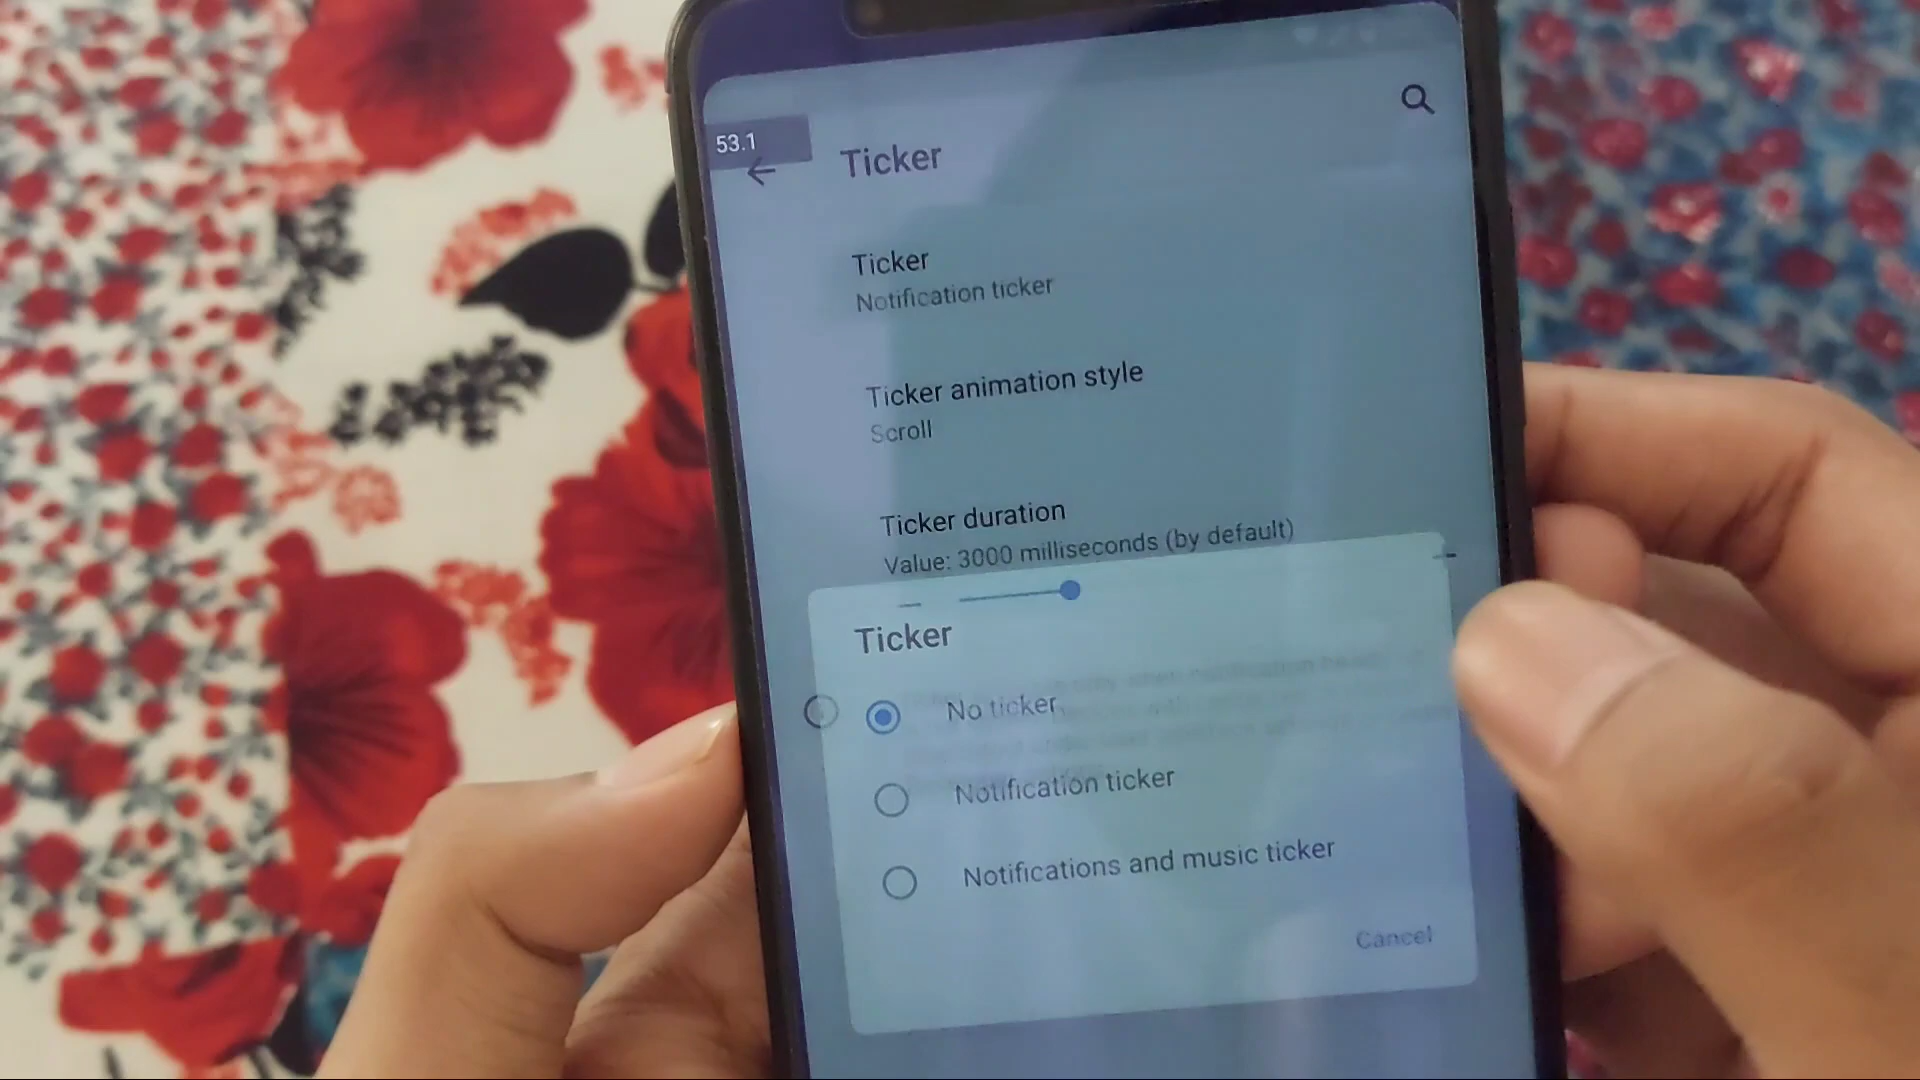 53.1
Ticker
Ticker
Notification ticker
Ticker animation style
Scroll
Ticker duration
Value: 3000 milliseconds (by default)
Ticker
No ticker
Notification ticker
Notifications and music ticker
Cancel